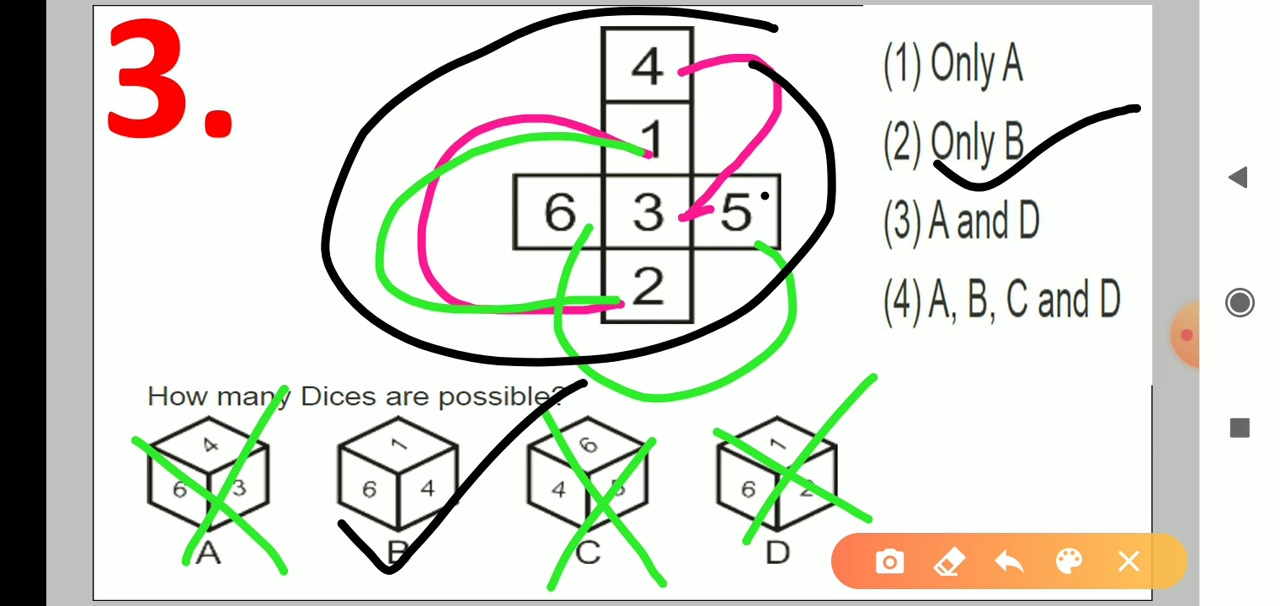 3.
4
1
6 3 5
2
(1) Only A
(2) Only B
(3) A and D
(4) A, B, C and D
How many Dices are possible?
4
6 3
A
1
6 4
B
6
4 5
C
1
6 2
D